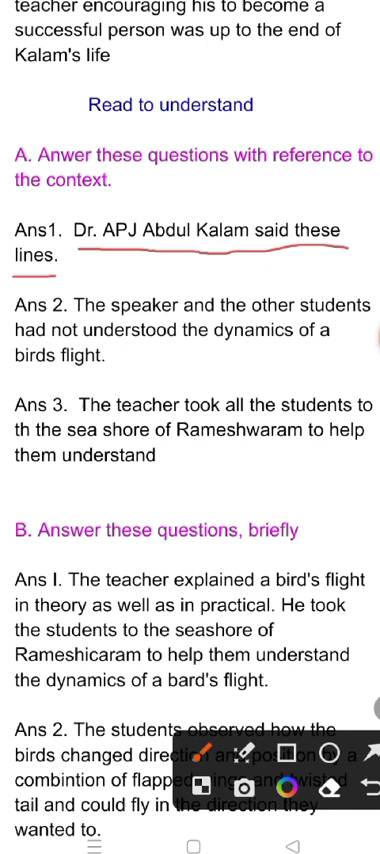 teacher encouraging his to become a
successful person was up to the end of
Kalam's life
Read to understand
A. Anwer these questions with reference to
the context.
Ans1.  Dr. APJ Abdul Kalam said these
lines.
Ans 2. The speaker and the other students
had not understood the dynamics of a
birds flight.
Ans 3.  The teacher took all the students to
th the sea shore of Rameshwaram to help
them understand
B. Answer these questions, briefly
Ans I. The teacher explained a bird's flight
in theory as well as in practical. He took
the students to the seashore of
Rameshicaram to help them understand
the dynamics of a bard's flight.
Ans 2. The students observed how the
birds changed direction and position by a
combintion of flapped and twisted
tail and could fly in the direction they
wanted to.